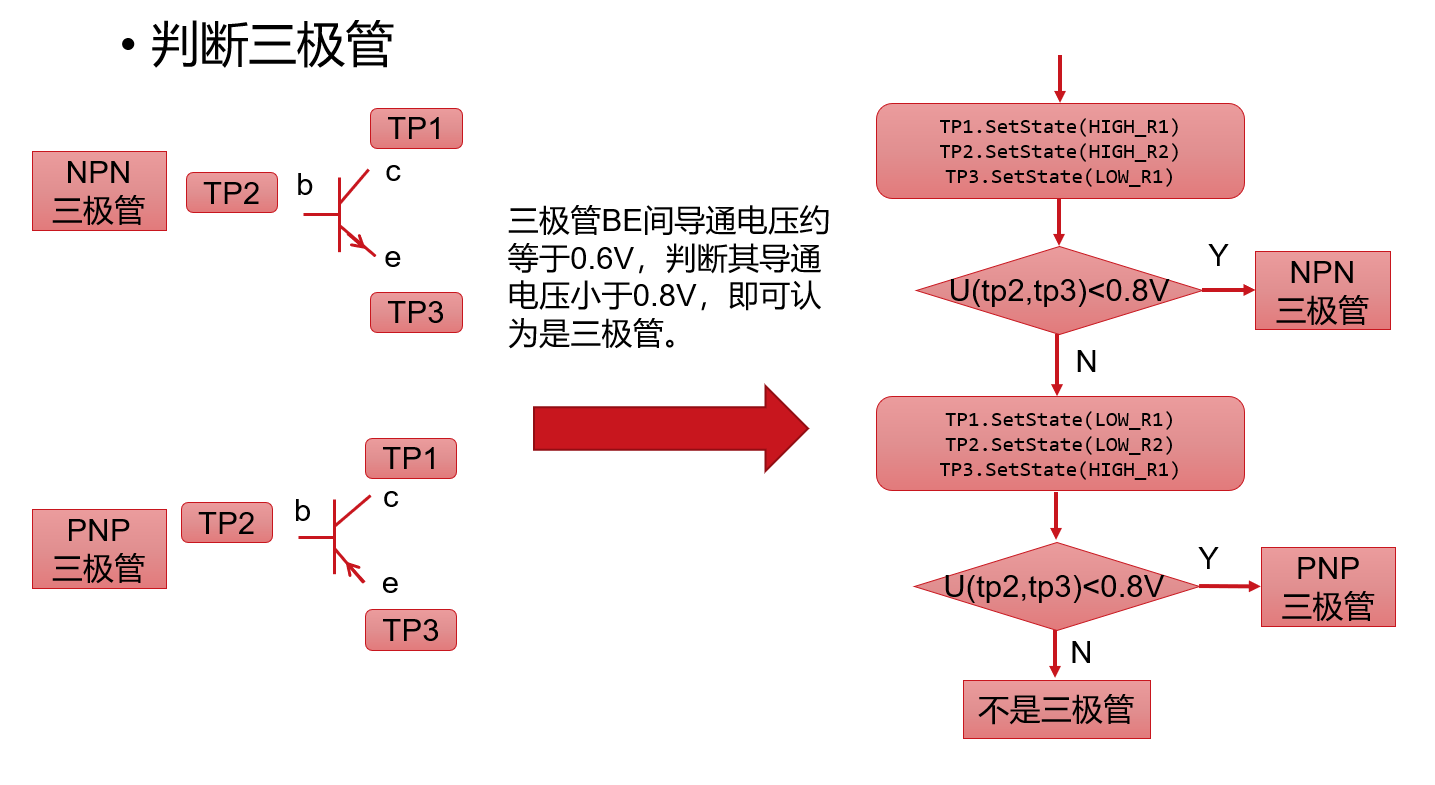 • 判断三极管
NPN
三极管
TP2
b
TP1
c
e
TP3
PNP
三极管
TP2
b
TP1
c
e
TP3
三极管BE间导通电压约
等于0.6V，判断其导通
电压小于0.8V，即可认
为是三极管。
TP1.SetState(HIGH_R1)
TP2.SetState(HIGH_R2)
TP3.SetState(LOW_R1)
U(tp2,tp3)<0.8V
Y
NPN
三极管
N
TP1.SetState(LOW_R1)
TP2.SetState(LOW_R2)
TP3.SetState(HIGH_R1)
U(tp2,tp3)<0.8V
Y
PNP
三极管
N
不是三极管